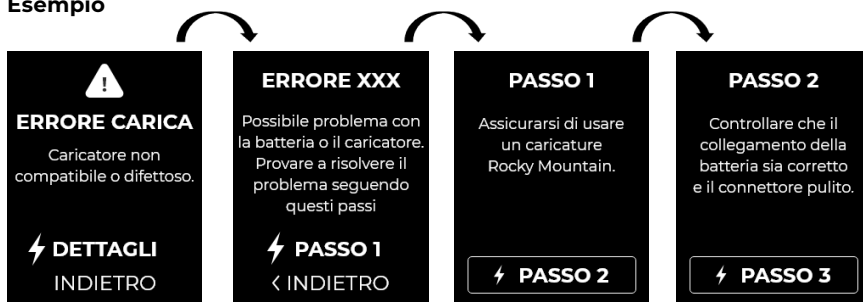 Esempio
ERRORE CARICA
Caricatore non
compatibile o difettoso.
DETTAGLI
INDIETRO
ERRORE XXX
Possibile problema con
la batteria o il caricatore.
Provare a risolvere il
problema seguendo
questi passi
PASSO 1
< INDIETRO
PASSO 1
Assicurarsi di usare
un caricature
Rocky Mountain.
PASSO 2
PASSO 2
Controllare che il
collegamento della
batteria sia corretto
e il connettore pulito.
PASSO 3